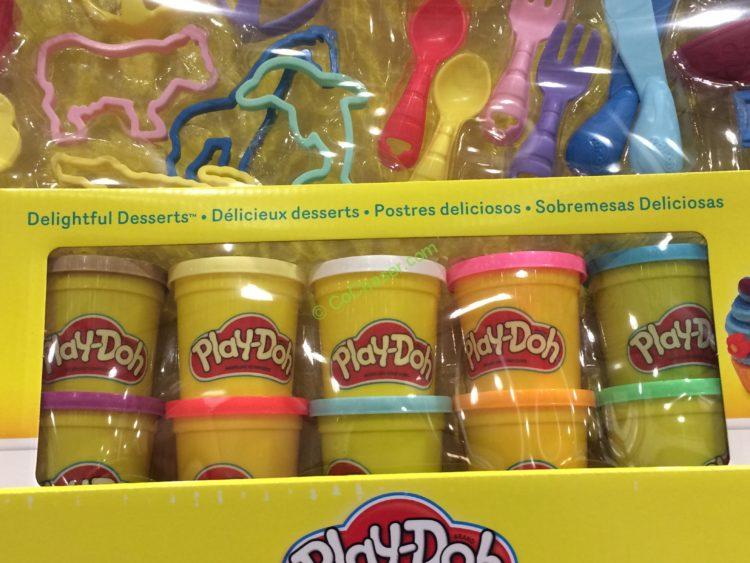 Delightful Desserts™ • Délicieux desserts • Postres deliciosos • Sobremesas Deliciosas
© CoCoazer.com
Play-Doh Play-Doh Play-Doh Play-Doh Play-Doh
Play-Doh